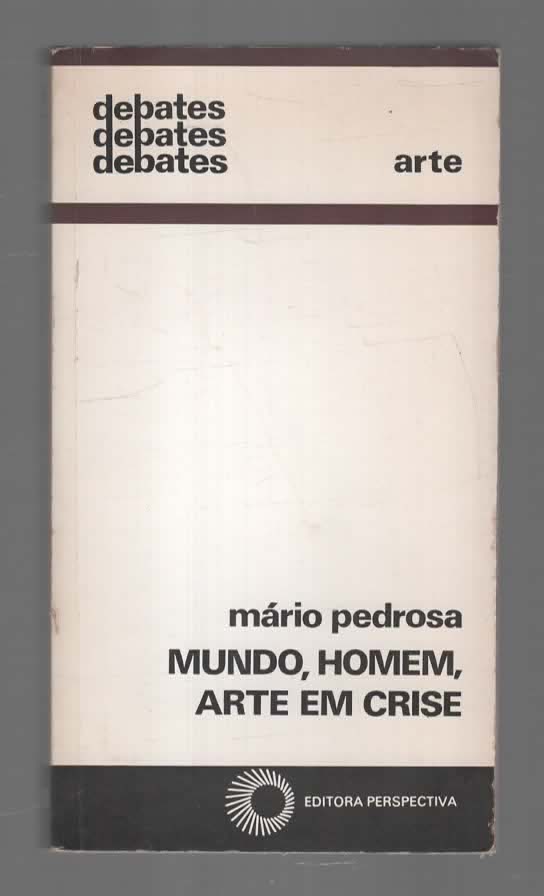 debates
debates
debates
arte
mário pedrosa
MUNDO, HOMEM,
ARTE EM CRISE
EDITORA PERSPECTIVA